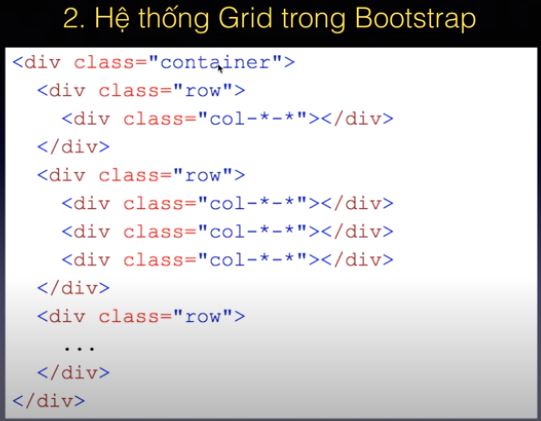 2. Hệ thống Grid trong Bootstrap
<div class="container">
<div class="row">
<div class="col-*-*"></div>
</div>
<div class="row">
<div class="col-*-*"></div>
<div class="col-*-*"></div>
<div class="col-*-*"></div>
</div>
<div class="row">
...
</div>
</div>